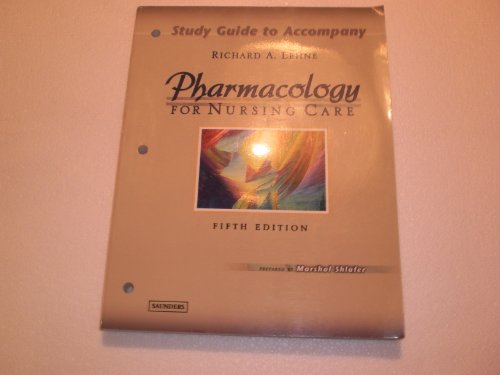 Study Guide to Accompany
RICHARD A. LEHNE
Pharmacology
FOR NURSING CARE
FIFTH EDITION
PREPARED BY Marshal Shlafer
SAUNDERS